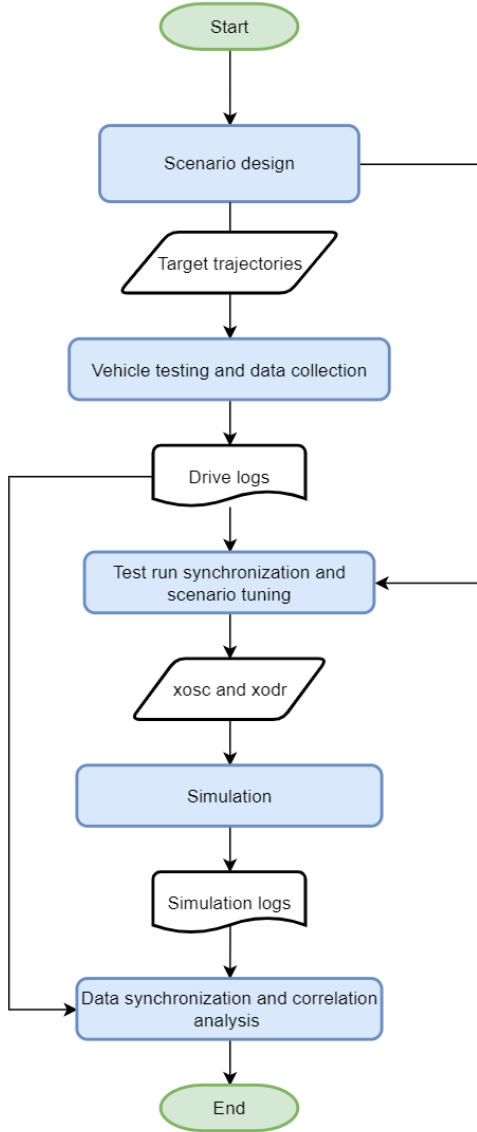 Start
Scenario design
Target trajectories
Vehicle testing and data collection
Drive logs
Test run synchronization and
scenario tuning
xosc and xodr
Simulation
Simulation logs
Data synchronization and correlation
analysis
End